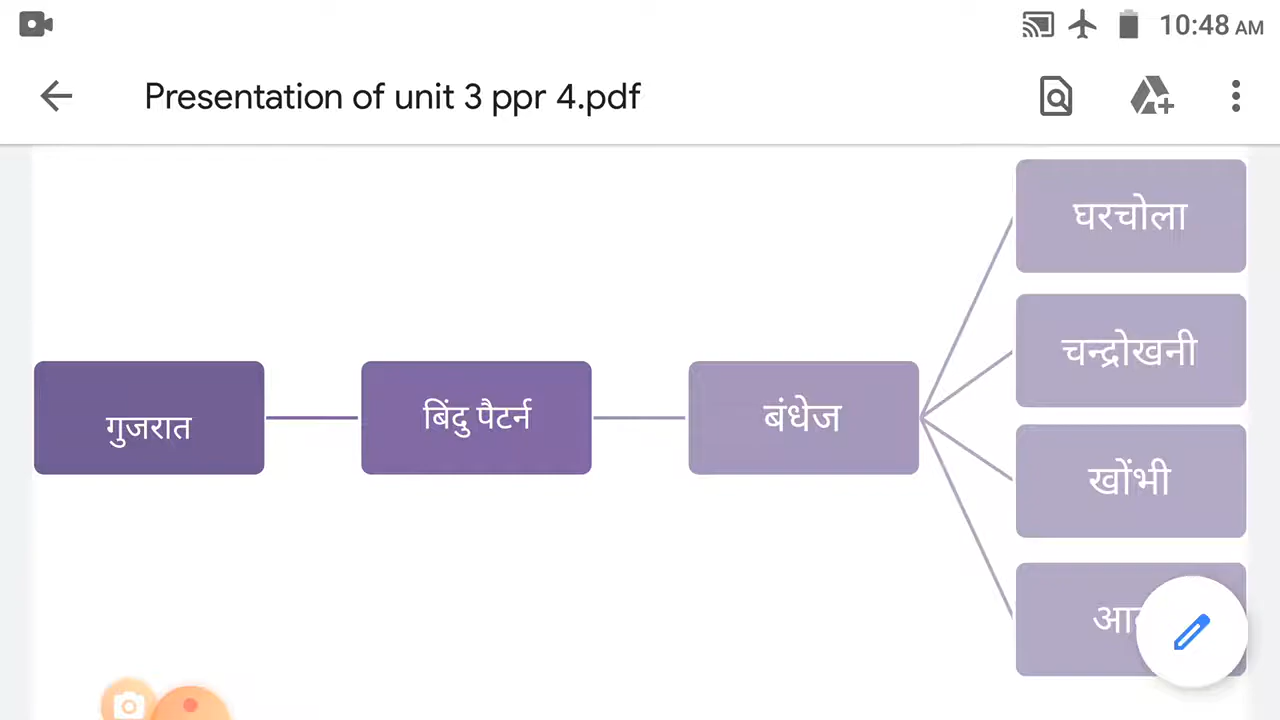 10:48 AM
Presentation of unit 3 ppr 4.pdf
घरचोला
चन्द्रोखनी
गुजरात
बिंदु पैटर्न
बंधेज
खोंभी